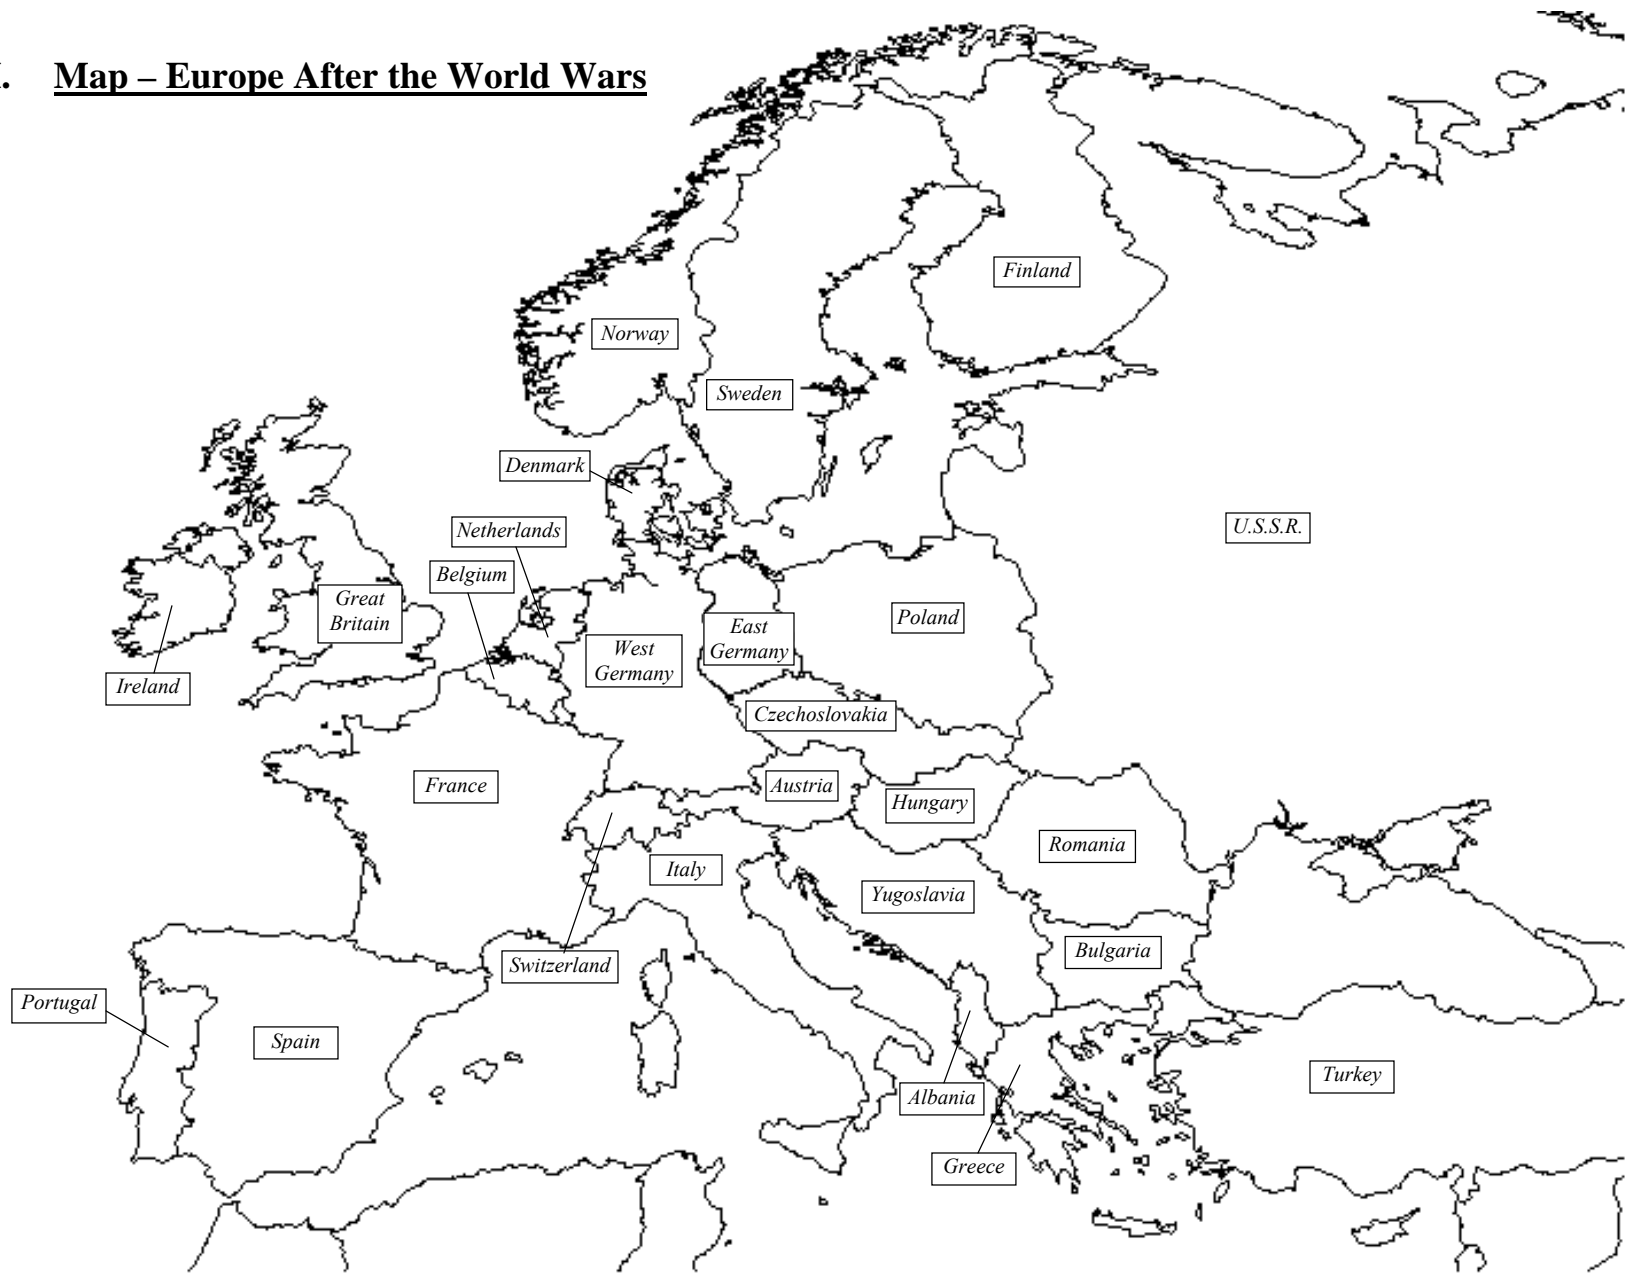 . Map – Europe After the World Wars
Finland
Norway
Sweden
Denmark
Netherlands
U.S.S.R.
Belgium
Great
Britain
Poland
East
Germany
West
Germany
Ireland
Czechoslovakia
France
Austria
Hungary
Romania
Italy
Yugoslavia
Bulgaria
Switzerland
Portugal
Spain
Turkey
Albania
Greece